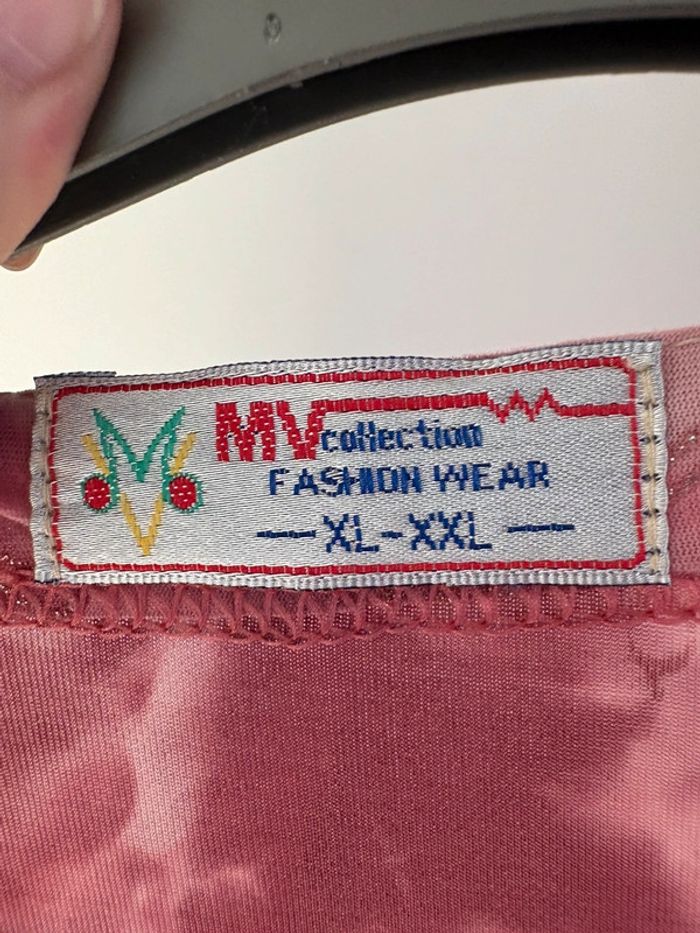 MV collection
FASHION WEAR
XL-XXL